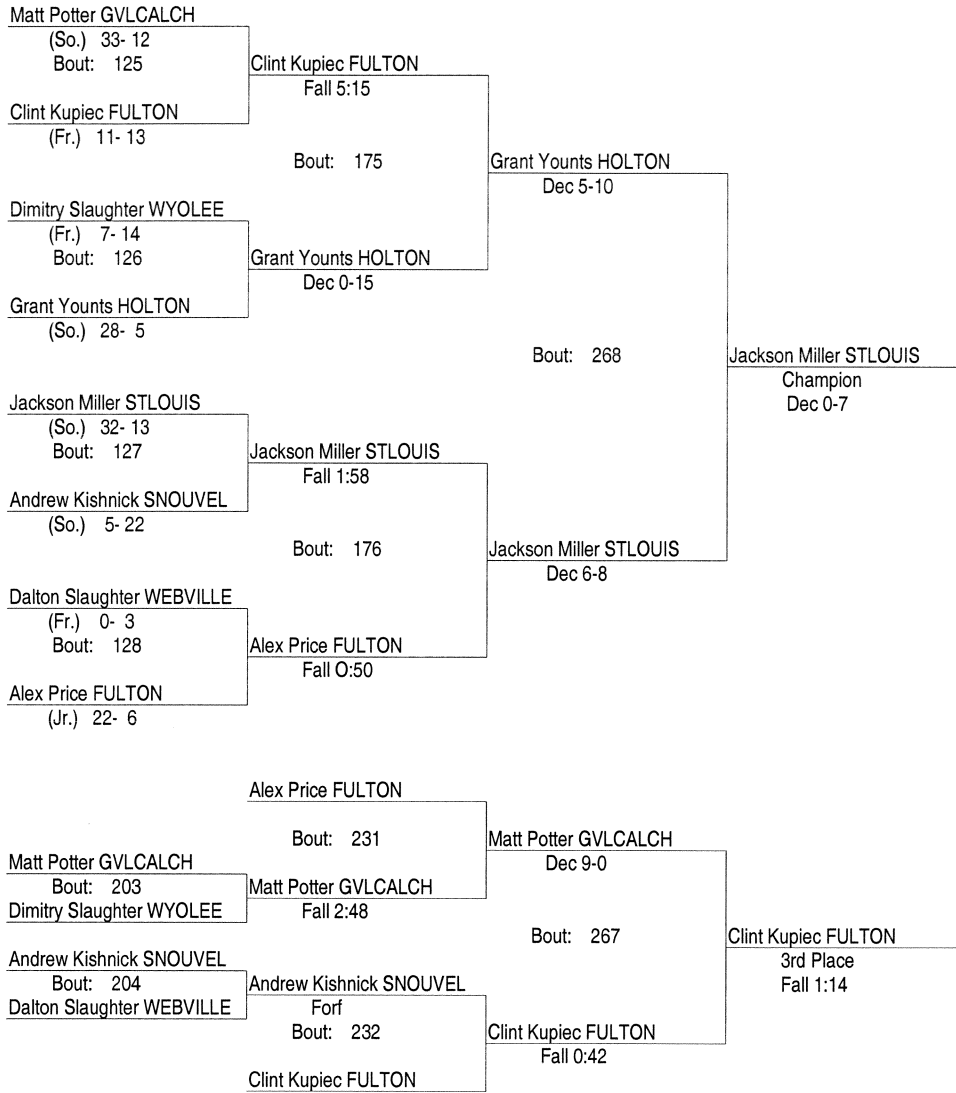 Matt Potter GVLCALCH
(So.) 33- 12
Bout: 125
Clint Kupiec FULTON
Fall 5:15
Clint Kupiec FULTON
(Fr.) 11- 13
Bout: 175
Grant Younts HOLTON
Dec 5-10
Dimitry Slaughter WYOLEE
(Fr.) 7- 14
Bout: 126
Grant Younts HOLTON
Dec 0-15
Grant Younts HOLTON
(So.) 28- 5
Bout: 268
Jackson Miller STLOUIS
Champion
Dec 0-7
Jackson Miller STLOUIS
(So.) 32- 13
Bout: 127
Jackson Miller STLOUIS
Fall 1:58
Andrew Kishnick SNOUVEL
(So.) 5- 22
Bout: 176
Jackson Miller STLOUIS
Dec 6-8
Dalton Slaughter WEBVILLE
(Fr.) 0- 3
Bout: 128
Alex Price FULTON
Fall O:50
Alex Price FULTON
(Jr.) 22- 6
Alex Price FULTON
Bout: 231
Matt Potter GVLCALCH
Dec 9-0
Matt Potter GVLCALCH
Bout: 203
Dimitry Slaughter WYOLEE
Matt Potter GVLCALCH
Fall 2:48
Bout: 267
Clint Kupiec FULTON
3rd Place
Fall 1:14
Andrew Kishnick SNOUVEL
Bout: 204
Dalton Slaughter WEBVILLE
Andrew Kishnick SNOUVEL
Forf
Bout: 232
Clint Kupiec FULTON
Fall 0:42
Clint Kupiec FULTON